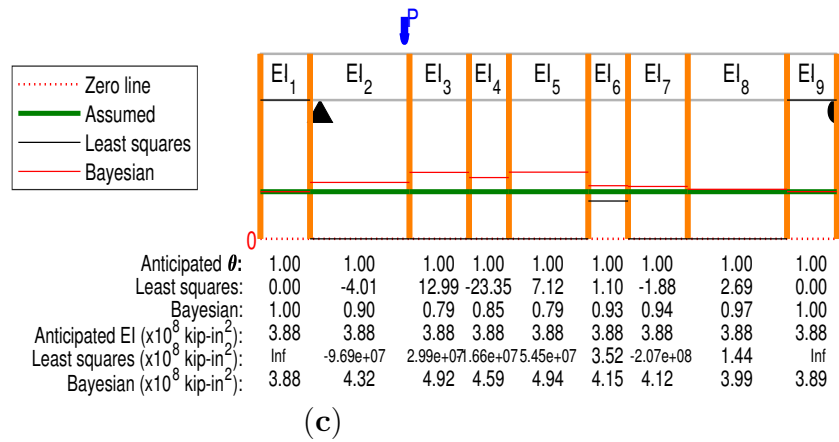 P
EI1 EI2 EI3 EI4 EI5 EI6 EI7 EI8 EI9
Zero line
Assumed
Least squares
Bayesian
0
Anticipated θ: 1.00 1.00 1.00 1.00 1.00 1.00 1.00 1.00 1.00
Least squares: 0.00 -4.01 12.99 -23.35 7.12 1.10 -1.88 2.69 0.00
Bayesian: 1.00 0.90 0.79 0.85 0.79 0.93 0.94 0.97 1.00
Anticipated EI (x10^8 kip-in^2): 3.88 3.88 3.88 3.88 3.88 3.88 3.88 3.88 3.88
Least squares (x10^8 kip-in^2): Inf -9.69e+07 2.99e+07 1.66e+07 5.45e+07 3.52 -2.07e+08 1.44 Inf
Bayesian (x10^8 kip-in^2): 3.88 4.32 4.92 4.59 4.94 4.15 4.12 3.99 3.89
(c)